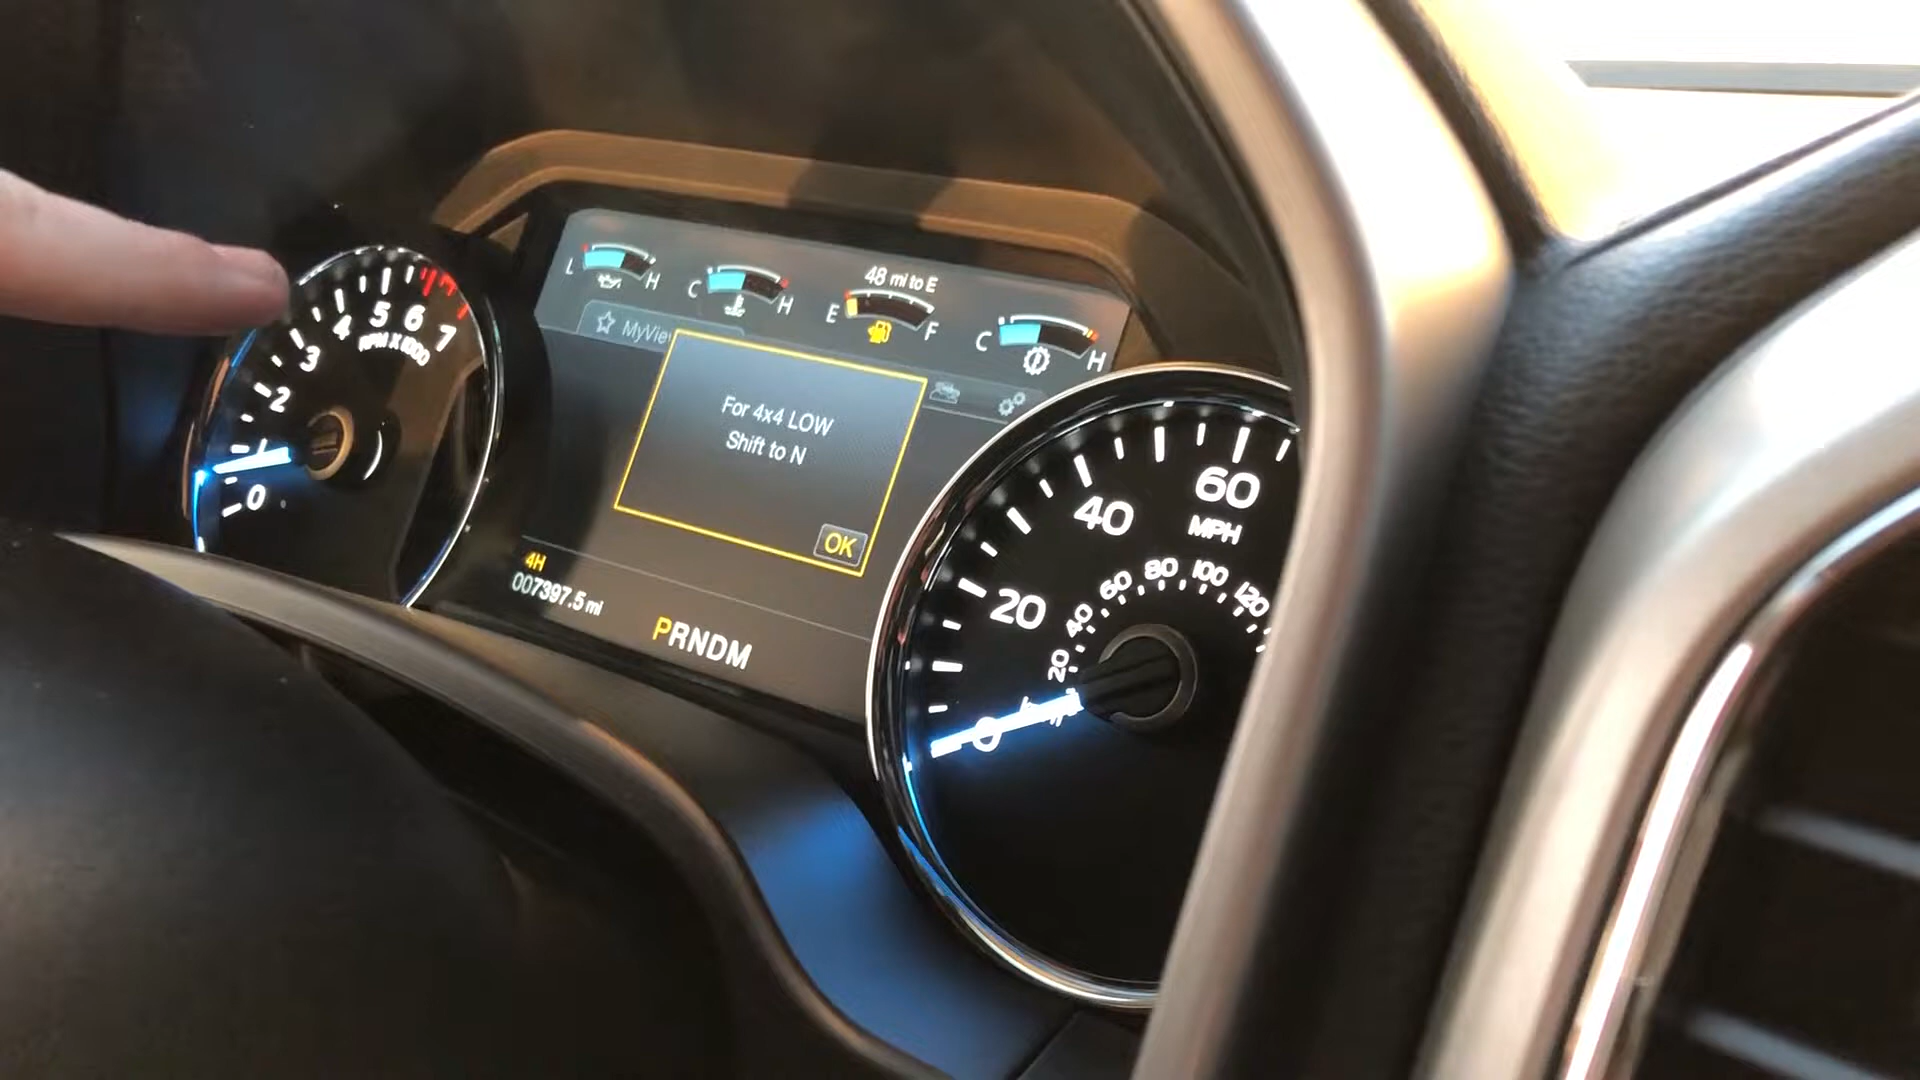 0
1
2
3
4
5
6
7
RPM X 1000
L H
C H
48 mi to E
E F
C H
For 4x4 LOW
Shift to N
OK
4H
007397.5 mi
PRNDM
0
20
40
60
MPH
20
40
60
80
100
120